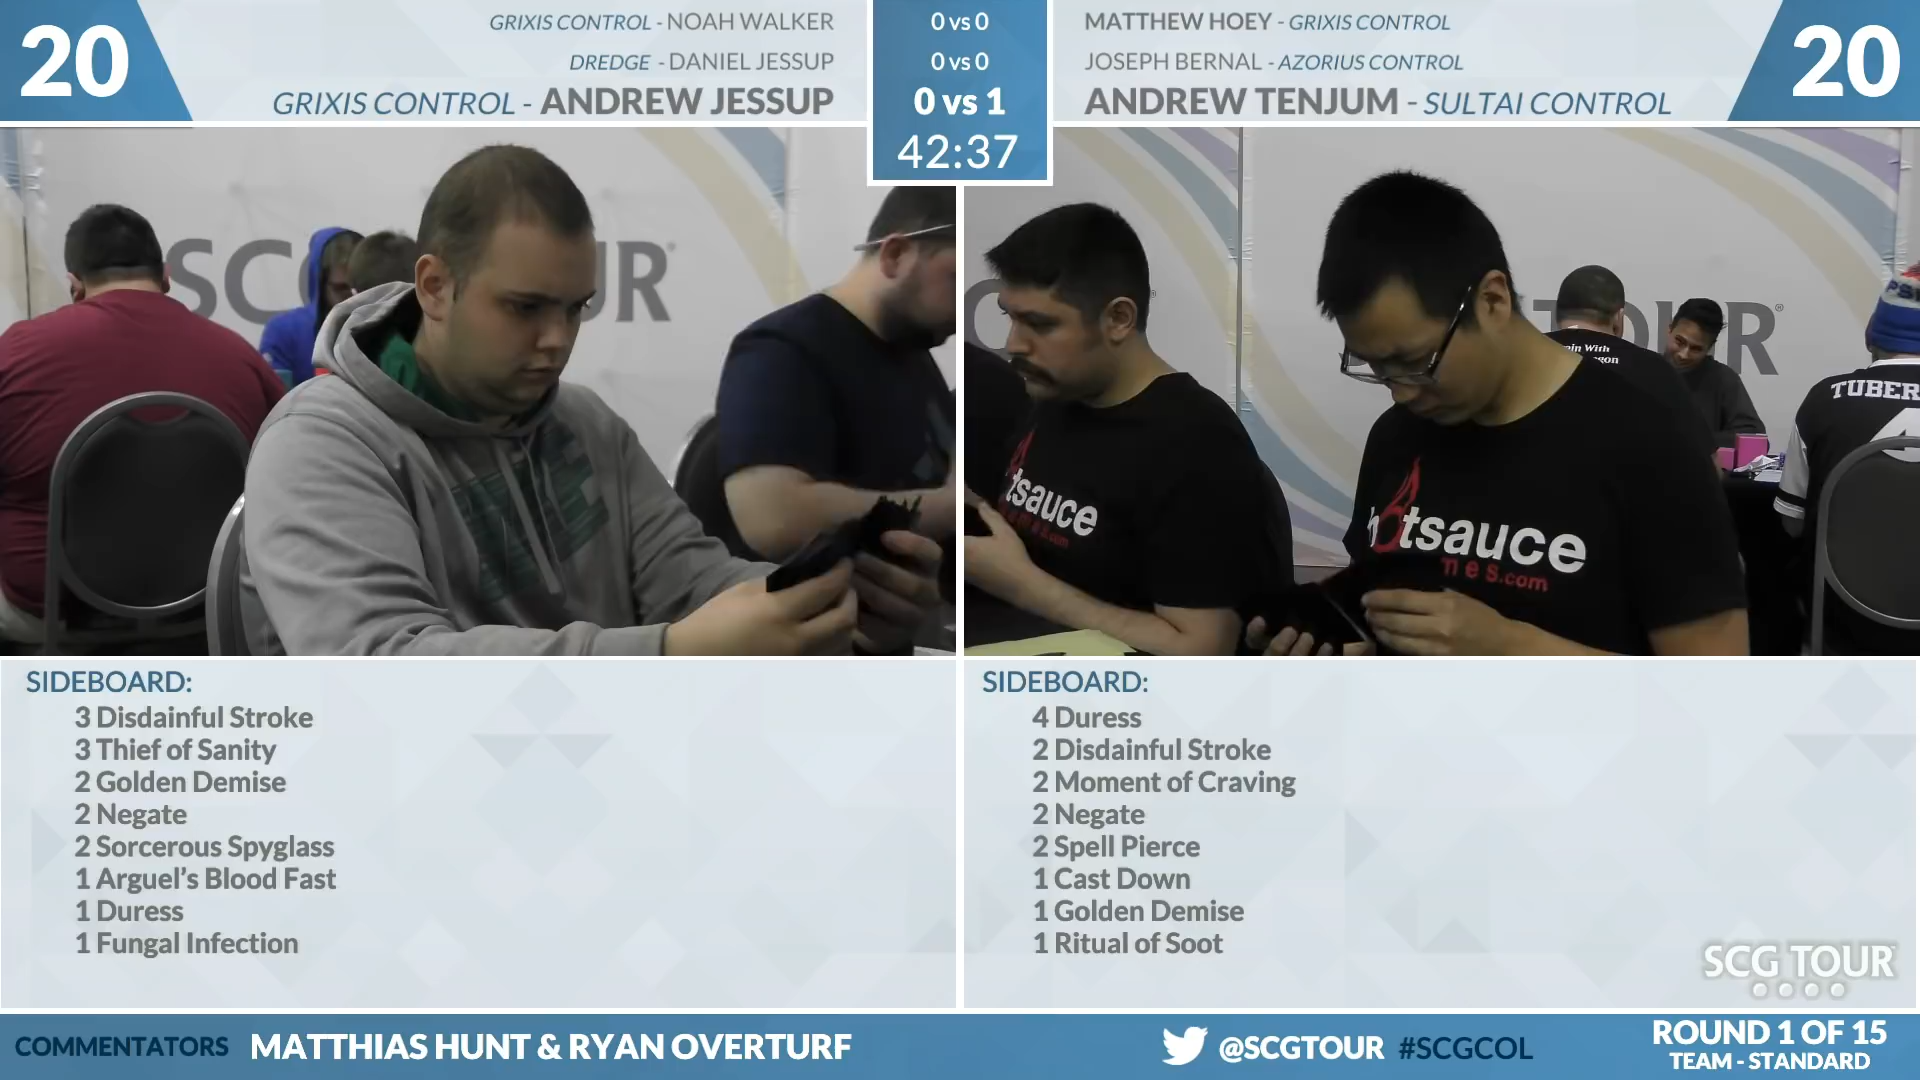 20
GRIXIS CONTROL - NOAH WALKER
DREDGE - DANIEL JESSUP
GRIXIS CONTROL - ANDREW JESSUP
0 vs 0
0 vs 0
0 vs 1
42:37
MATTHEW HOEY - GRIXIS CONTROL
JOSEPH BERNAL - AZORIUS CONTROL
ANDREW TENJUM - SULTAI CONTROL
20
TUBER
tsauce
hotsauce
SIDEBOARD:
3 Disdainful Stroke
3 Thief of Sanity
2 Golden Demise
2 Negate
2 Sorcerous Spyglass
1 Arguel's Blood Fast
1 Duress
1 Fungal Infection
SIDEBOARD:
4 Duress
2 Disdainful Stroke
2 Moment of Craving
2 Negate
2 Spell Pierce
1 Cast Down
1 Golden Demise
1 Ritual of Soot
SCG TOUR
COMMENTATORS MATTHIAS HUNT & RYAN OVERTURF
@SCGTOUR #SCGCOL
ROUND 1 OF 15
TEAM - STANDARD